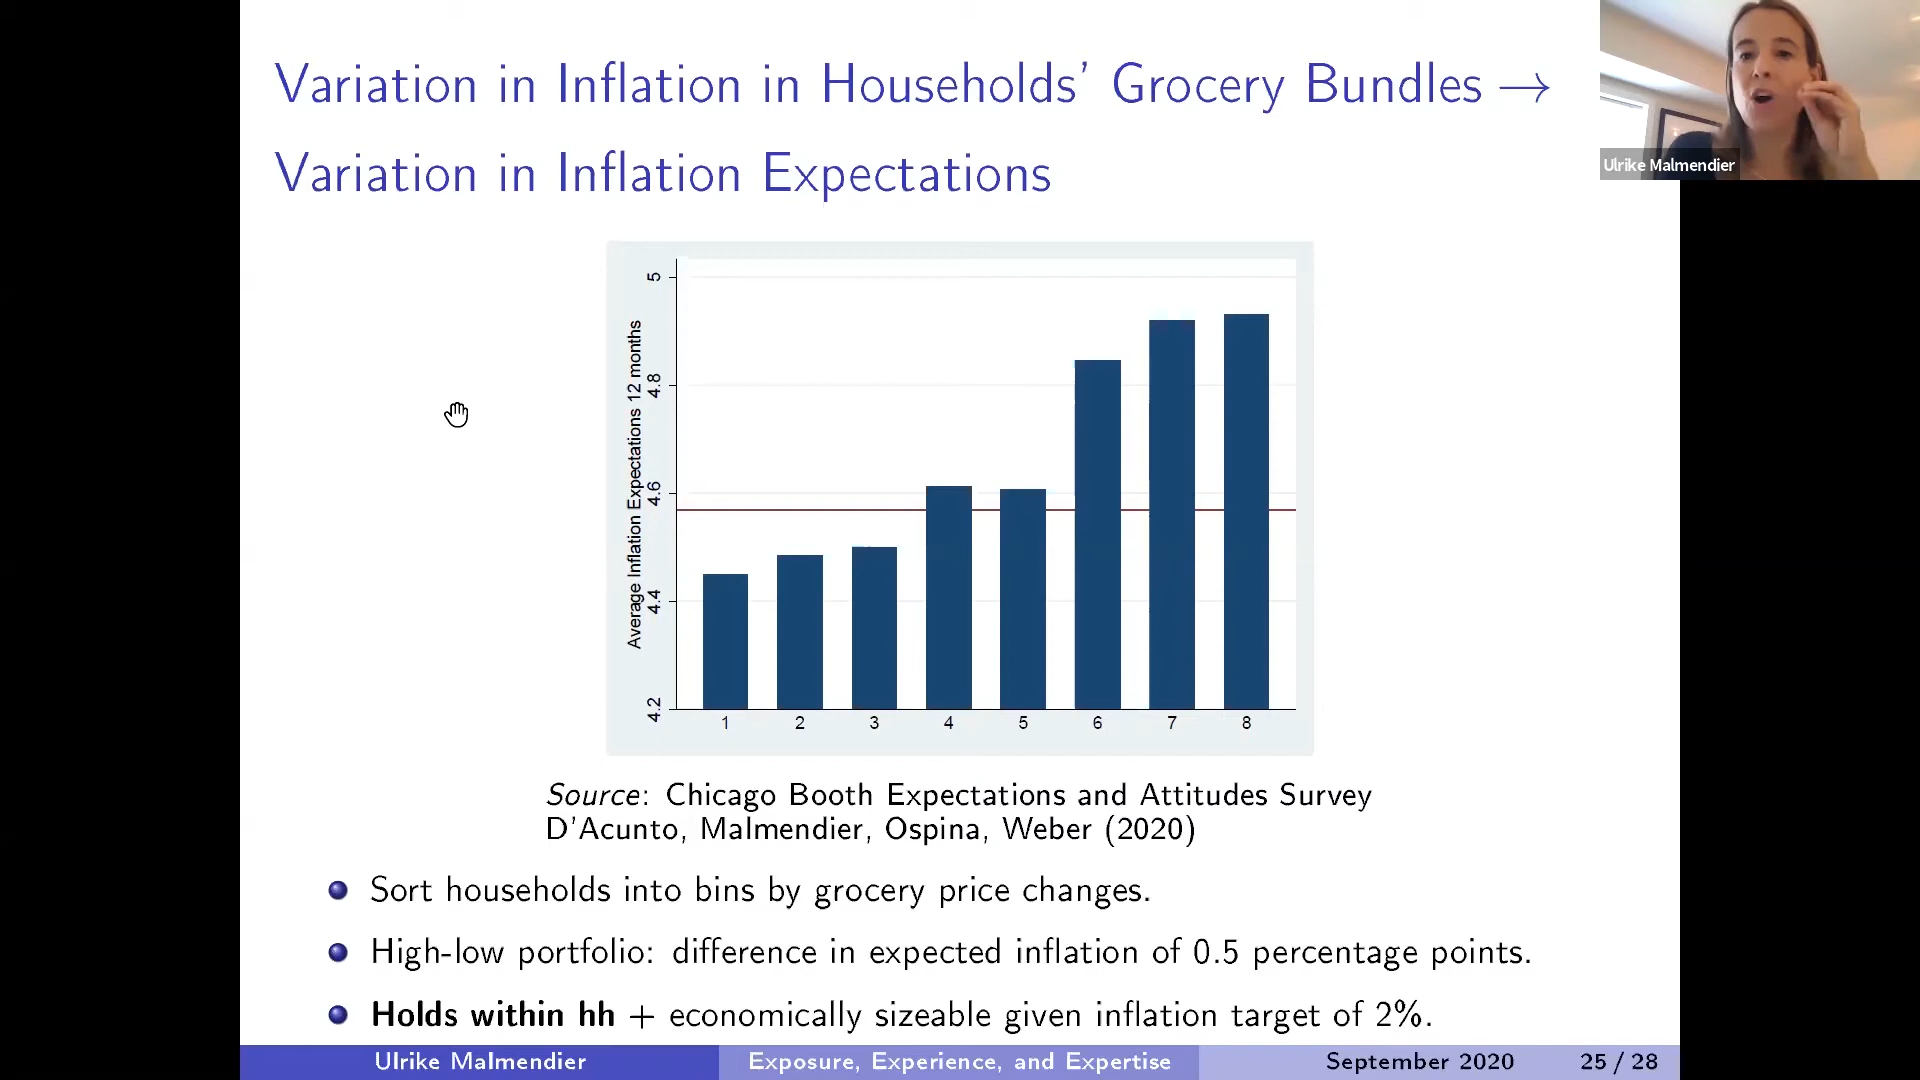 Variation in Inflation in Households' Grocery Bundles →
Variation in Inflation Expectations
Ulrike Malmendier
Average Inflation Expectations 12 months
5
4.8
4.6
4.4
4.2
1 2 3 4 5 6 7 8
Source: Chicago Booth Expectations and Attitudes Survey
D'Acunto, Malmendier, Ospina, Weber (2020)
Sort households into bins by grocery price changes.
High-low portfolio: difference in expected inflation of 0.5 percentage points.
Holds within hh + economically sizeable given inflation target of 2%.
Ulrike Malmendier Exposure, Experience, and Expertise September 2020 25 / 28